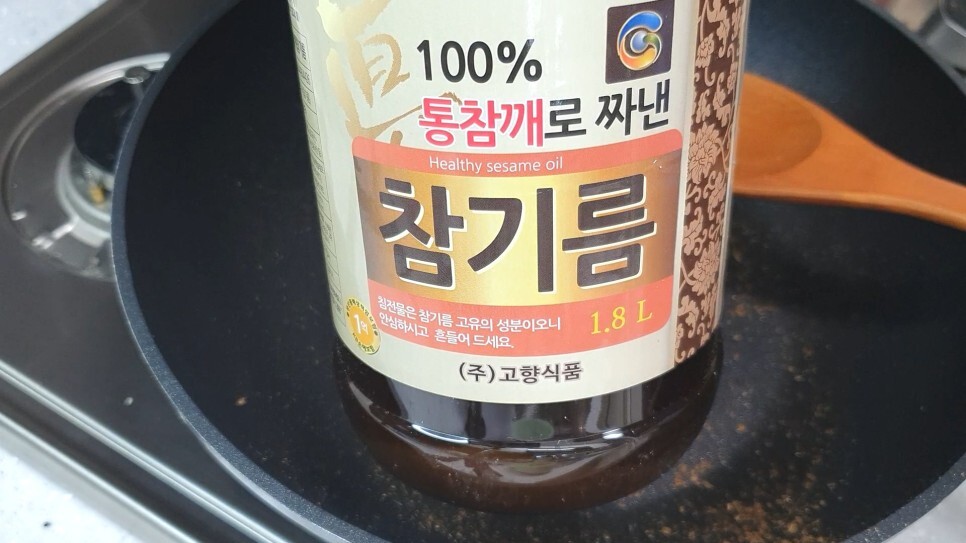 眞
100%
통참깨로 짜낸
Healthy sesame oil
참기름
침전물은 참기름 고유의 성분이오니
안심하시고 흔들어 드세요.
1.8 L
(주)고향식품